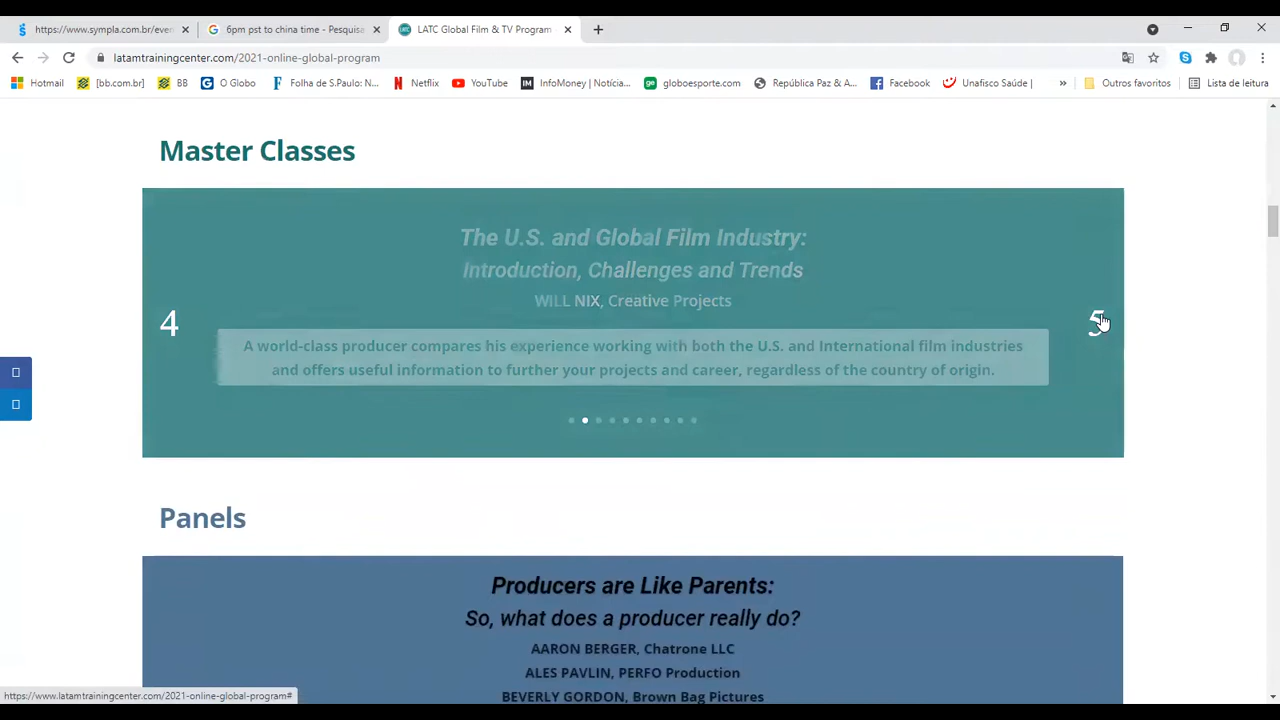 https://www.sympla.com.br/even
6pm pst to china time - Pesquisa
LATC Global Film & TV Program
latamtrainingcenter.com/2021-online-global-program
Hotmail
[bb.com.br]
BB
O Globo
Folha de S.Paulo: N...
Netflix
YouTube
InfoMoney | Notícia...
globoesporte.com
República Paz & A...
Facebook
Unafisco Saúde |
»
Outros favoritos
Lista de leitura
Master Classes
The U.S. and Global Film Industry:
Introduction, Challenges and Trends
WILL NIX, Creative Projects
4
5
A world-class producer compares his experience working with both the U.S. and International film industries
and offers useful information to further your projects and career, regardless of the country of origin.
Panels
Producers are Like Parents:
So, what does a producer really do?
AARON BERGER, Chatrone LLC
ALES PAVLIN, PERFO Production
BEVERLY GORDON, Brown Bag Pictures
https://www.latamtrainingcenter.com/2021-online-global-program#